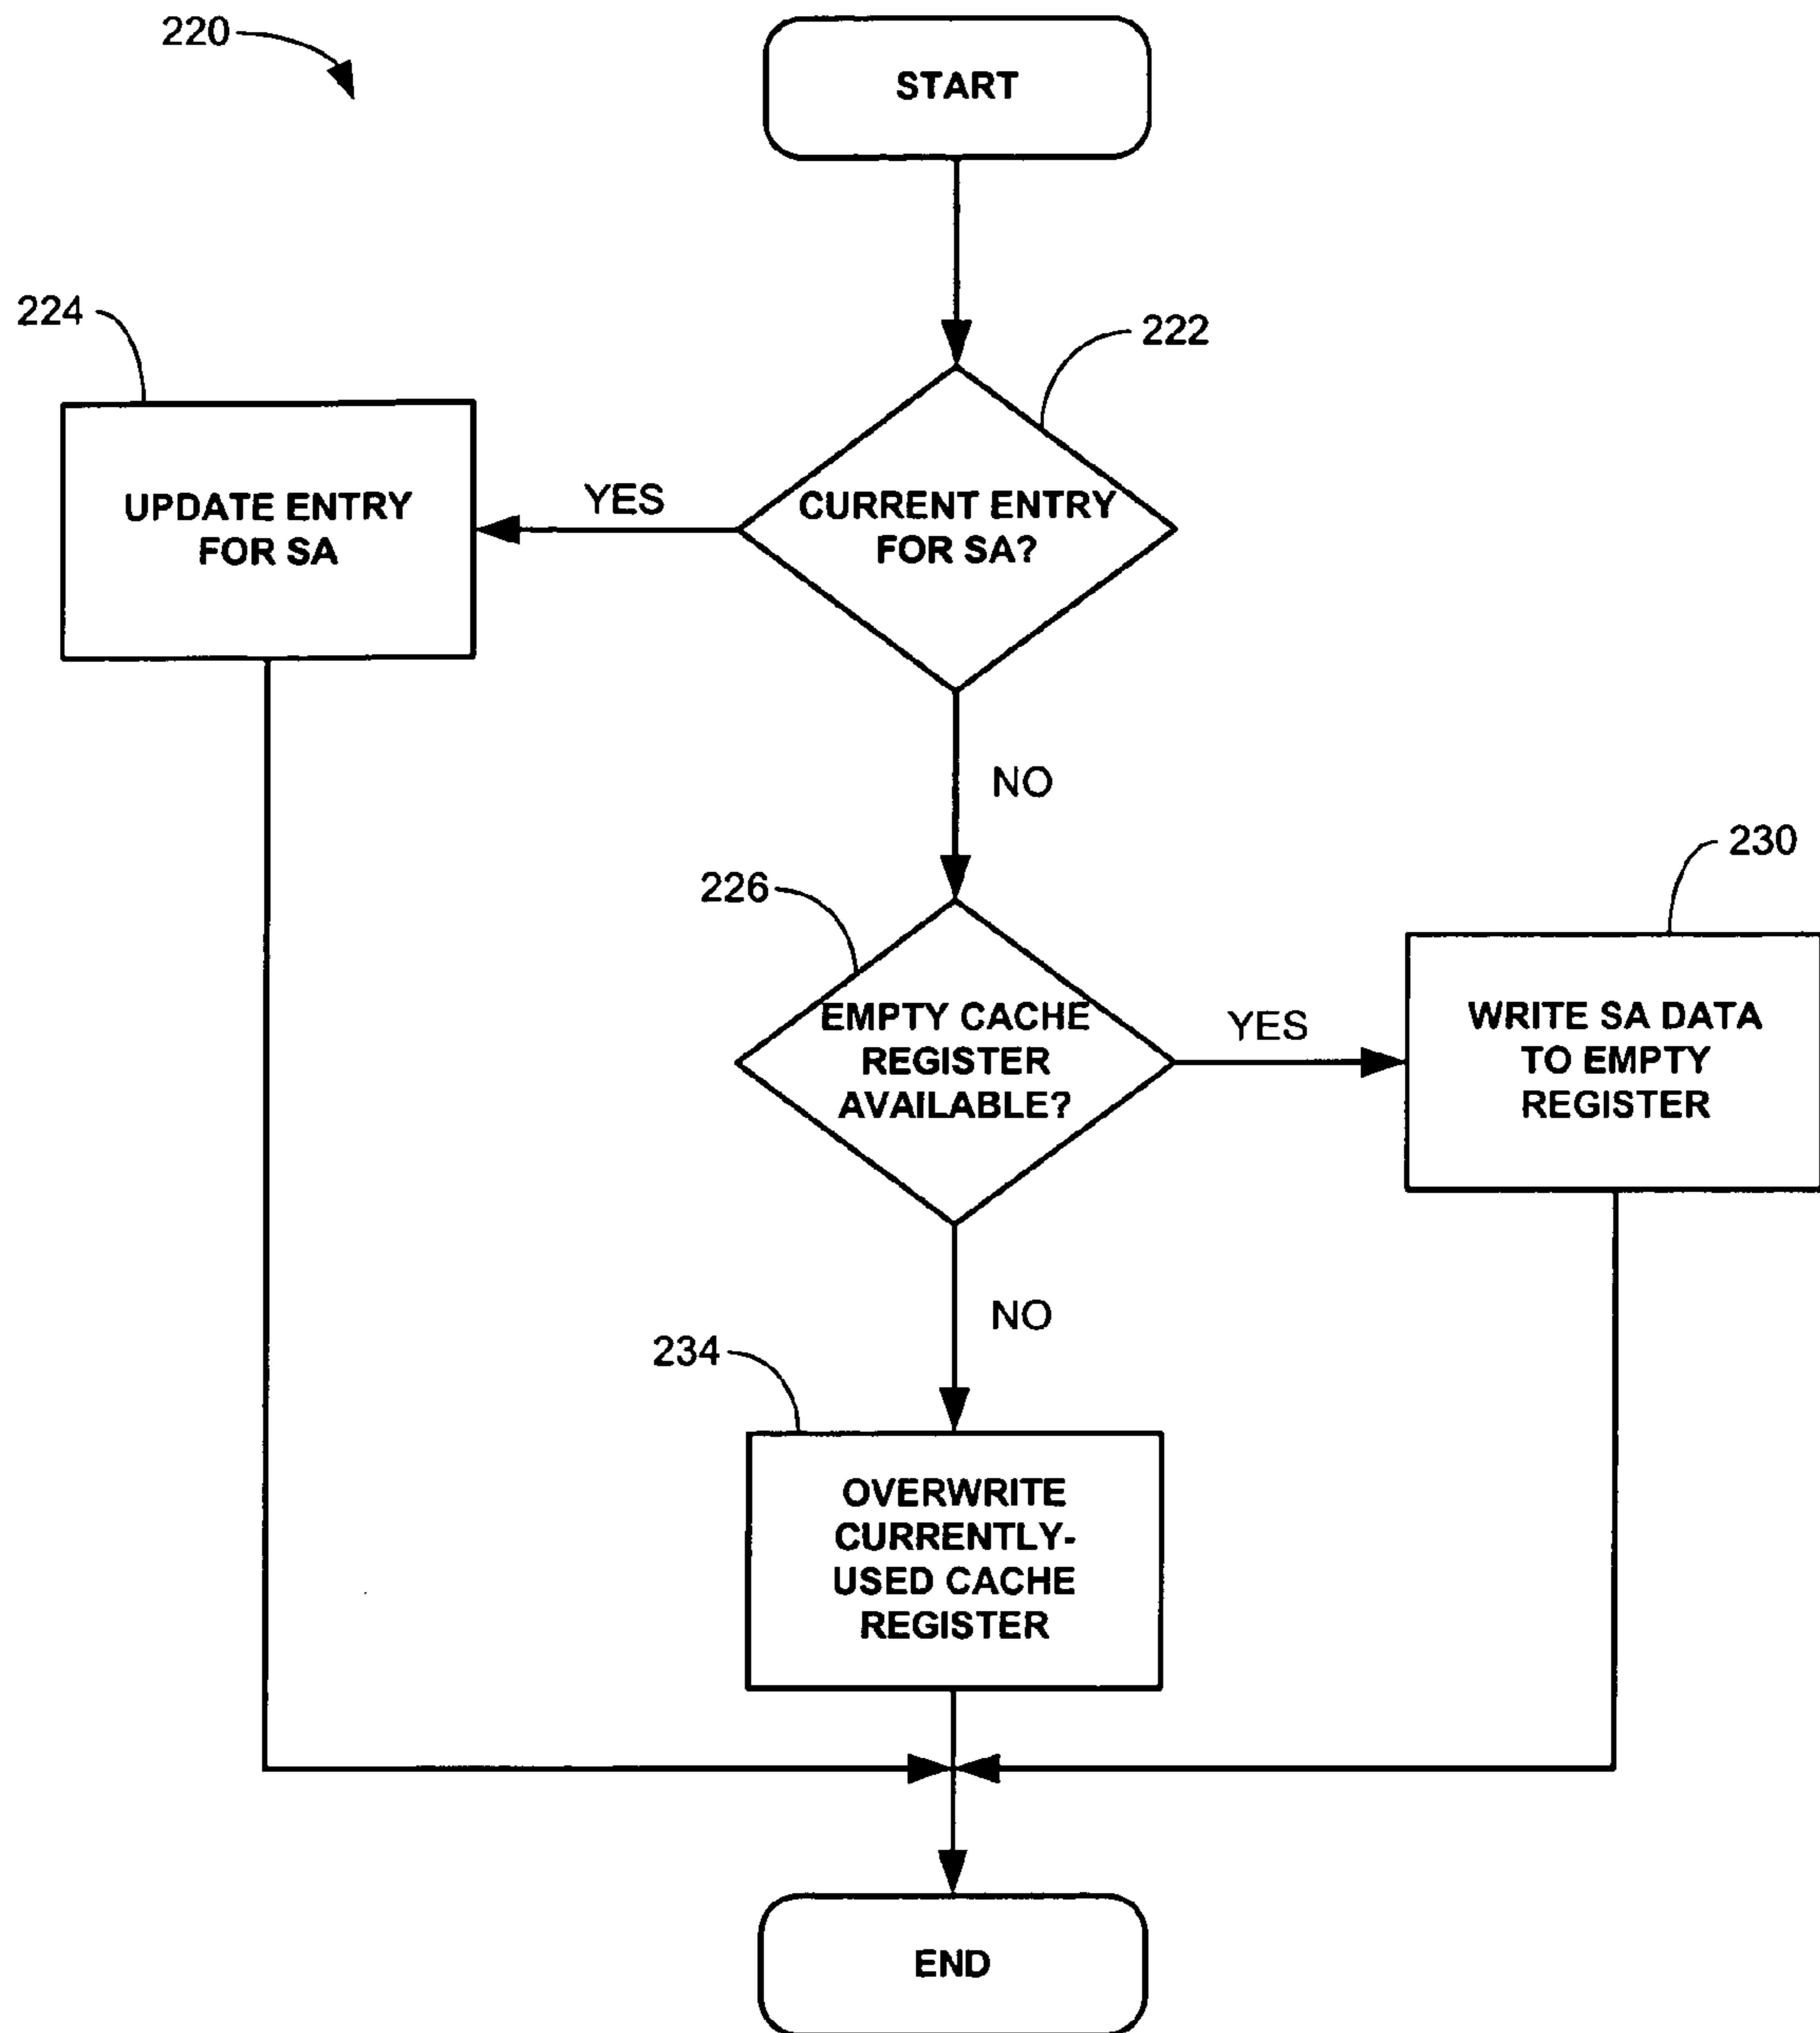 220
START
224
222
UPDATE ENTRY
FOR SA
YES
CURRENT ENTRY
FOR SA?
NO
230
226
EMPTY CACHE
REGISTER
AVAILABLE?
YES
WRITE SA DATA
TO EMPTY
REGISTER
NO
234
OVERWRITE
CURRENTLY-
USED CACHE
REGISTER
END